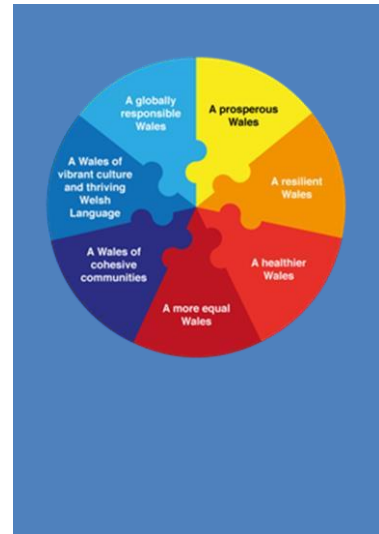 A prosperous
Wales
A resilient
Wales
A healthier
Wales
A more equal
Wales
A Wales of
cohesive
communities
A Wales of
vibrant culture
and thriving
Welsh
Language
A globally
responsible
Wales